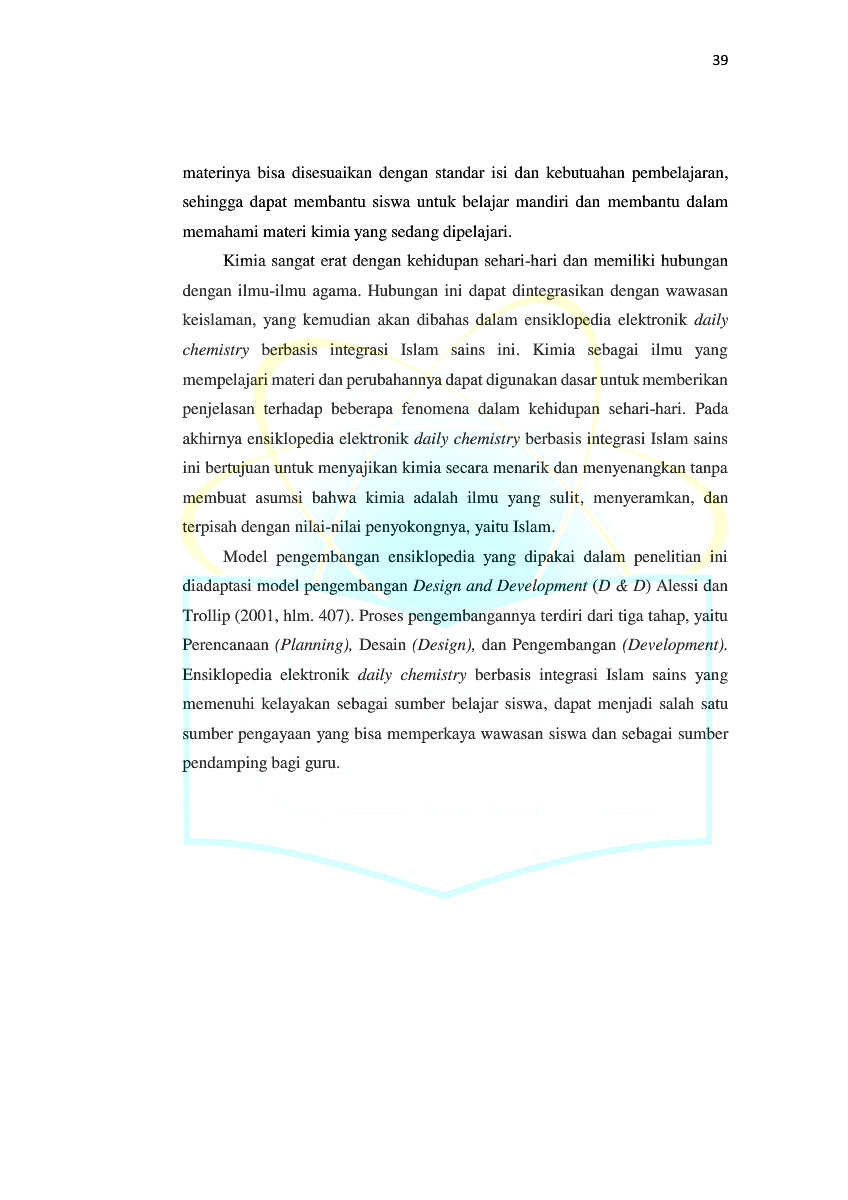 39
materinya bisa disesuaikan dengan standar isi dan kebutuahan pembelajaran,
sehingga dapat membantu siswa untuk belajar mandiri dan membantu dalam
memahami materi kimia yang sedang dipelajari.
Kimia sangat erat dengan kehidupan sehari-hari dan memiliki hubungan
dengan ilmu-ilmu agama. Hubungan ini dapat dintegrasikan dengan wawasan
keislaman, yang kemudian akan dibahas dalam ensiklopedia elektronik daily
chemistry berbasis integrasi Islam sains ini. Kimia sebagai ilmu yang
mempelajari materi dan perubahannya dapat digunakan dasar untuk memberikan
penjelasan terhadap beberapa fenomena dalam kehidupan sehari-hari. Pada
akhirnya ensiklopedia elektronik daily chemistry berbasis integrasi Islam sains
ini bertujuan untuk menyajikan kimia secara menarik dan menyenangkan tanpa
membuat asumsi bahwa kimia adalah ilmu yang sulit, menyeramkan, dan
terpisah dengan nilai-nilai penyokongnya, yaitu Islam.
Model pengembangan ensiklopedia yang dipakai dalam penelitian ini
diadaptasi model pengembangan Design and Development (D & D) Alessi dan
Trollip (2001, hlm. 407). Proses pengembangannya terdiri dari tiga tahap, yaitu
Perencanaan (Planning), Desain (Design), dan Pengembangan (Development).
Ensiklopedia elektronik daily chemistry berbasis integrasi Islam sains yang
memenuhi kelayakan sebagai sumber belajar siswa, dapat menjadi salah satu
sumber pengayaan yang bisa memperkaya wawasan siswa dan sebagai sumber
pendamping bagi guru.